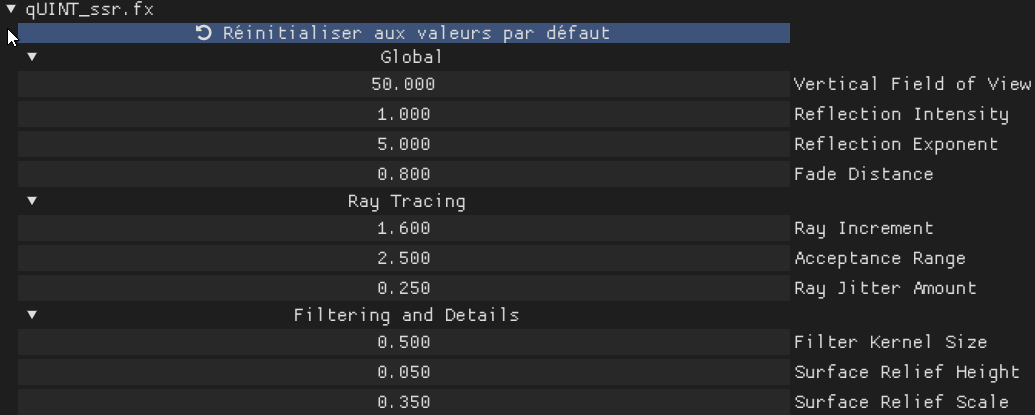 qUINT_ssr.fx
Réinitialiser aux valeurs par défaut
Global
50.000 Vertical Field of View
1.000 Reflection Intensity
5.000 Reflection Exponent
0.800 Fade Distance
Ray Tracing
1.600 Ray Increment
2.500 Acceptance Range
0.250 Ray Jitter Amount
Filtering and Details
0.500 Filter Kernel Size
0.050 Surface Relief Height
0.350 Surface Relief Scale